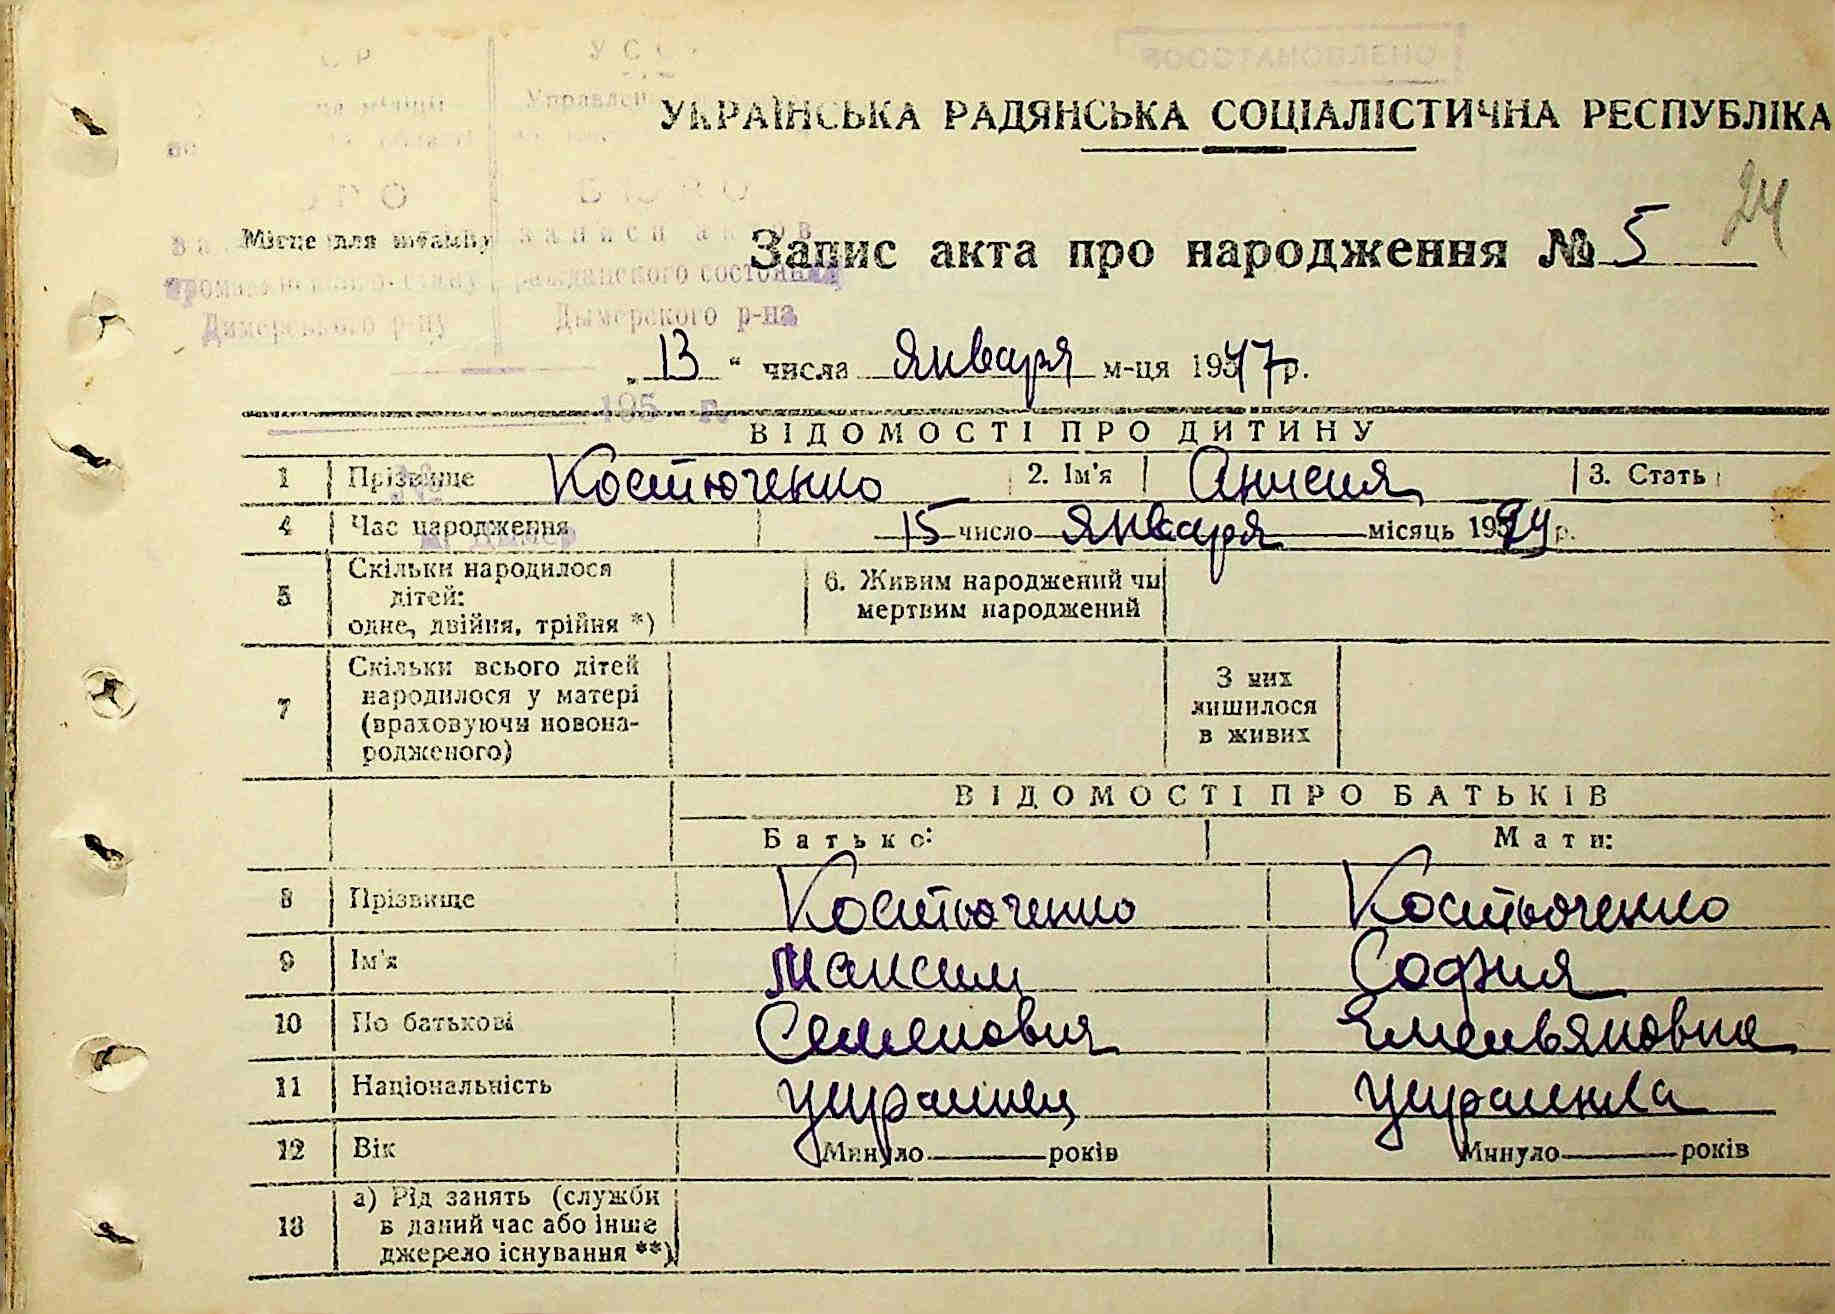 УКРАЇНСЬКА РАДЯНСЬКА СОЦІАЛІСТИЧНА РЕСПУБЛІКА
24
Місце для штампу
Запис акта про народження № 5
Димерського р-ну Дымерского р-на
„ 13 “ числа января м-ця 1947 р.
195 г.
ВІДОМОСТІ ПРО ДИТИНУ
1 Прізвище Костюченко 2. Ім'я Анисия 3. Стать
4 Час народження 15 число января місяць 1924 р.
5 Скільки народилося дітей: одне, двійня, трійня *) 6. Живим народжений чи мертвим народжений
7 Скільки всього дітей народилося у матері (враховуючи новонародженого) З них лишилося в живих
ВІДОМОСТІ ПРО БАТЬКІВ
Батько: Мати:
8 Прізвище Костюченко Костюченко
9 Ім'я Максим София
10 По батькові Семенович Емельяновна
11 Національність украинец украинка
12 Вік Минуло років Минуло років
13 а) Рід занять (служби в даний час або інше джерело існування **)